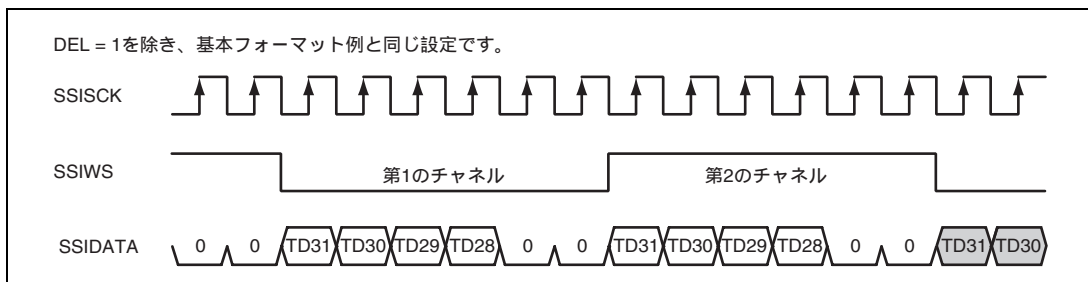 DEL = 1を除き、基本フォーマット例と同じ設定です。
SSISCK
SSIWS 第1のチャネル 第2のチャネル
SSIDATA 0 0 TD31 TD30 TD29 TD28 0 0 TD31 TD30 TD29 TD28 0 0 TD31 TD30